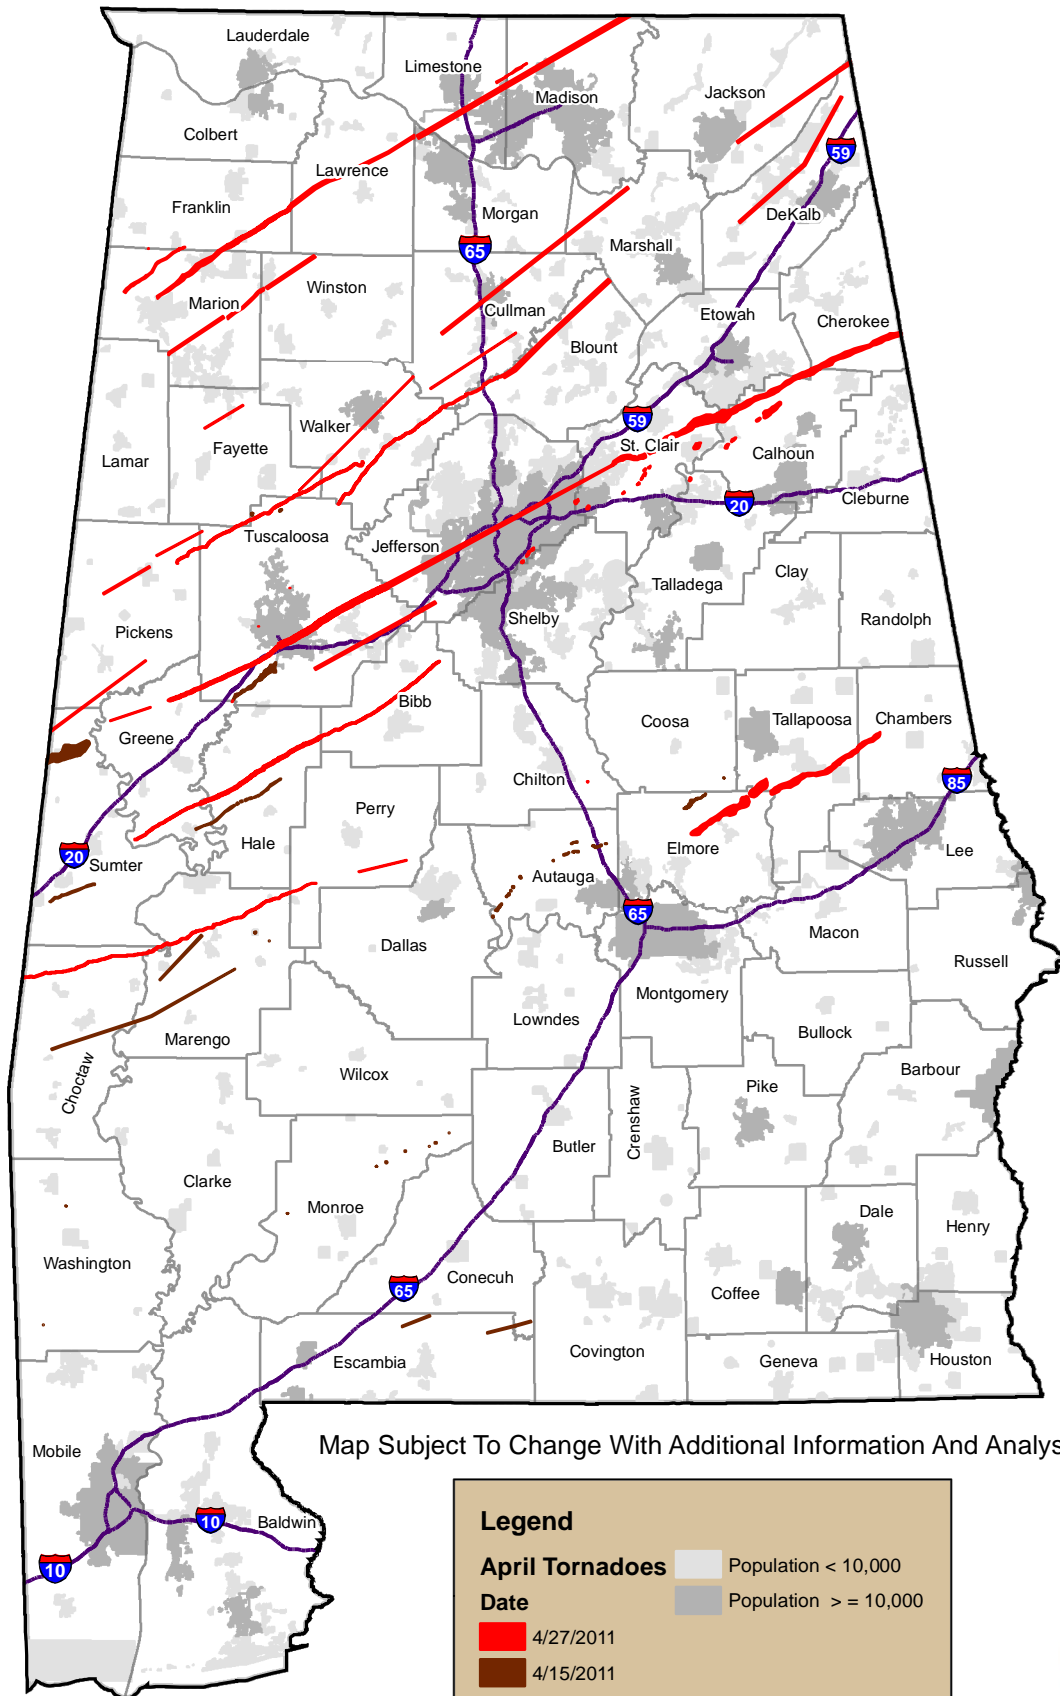 Lauderdale
Limestone
Madison
Jackson
Colbert
59
Lawrence
Franklin
Morgan
DeKalb
Marshall
65
Winston
Marion
Cullman
Etowah
Cherokee
Blount
59
Walker
St. Clair
Fayette
Calhoun
Lamar
Cleburne
20
Tuscaloosa
Jefferson
Clay
Talladega
Shelby
Randolph
Pickens
Bibb
Coosa
Tallapoosa
Chambers
Greene
Chilton
85
Perry
Hale
Elmore
Lee
20
Sumter
Autauga
65
Dallas
Macon
Russell
Montgomery
Lowndes
Bullock
Marengo
Barbour
Wilcox
Choctaw
Pike
Crenshaw
Butler
Clarke
Monroe
Dale
Henry
Washington
Conecuh
65
Coffee
Covington
Escambia
Geneva
Houston
Map Subject To Change With Additional Information And Analys
Mobile
10
Baldwin
10
Legend
April Tornadoes
Population < 10,000
Date
Population > = 10,000
4/27/2011
4/15/2011